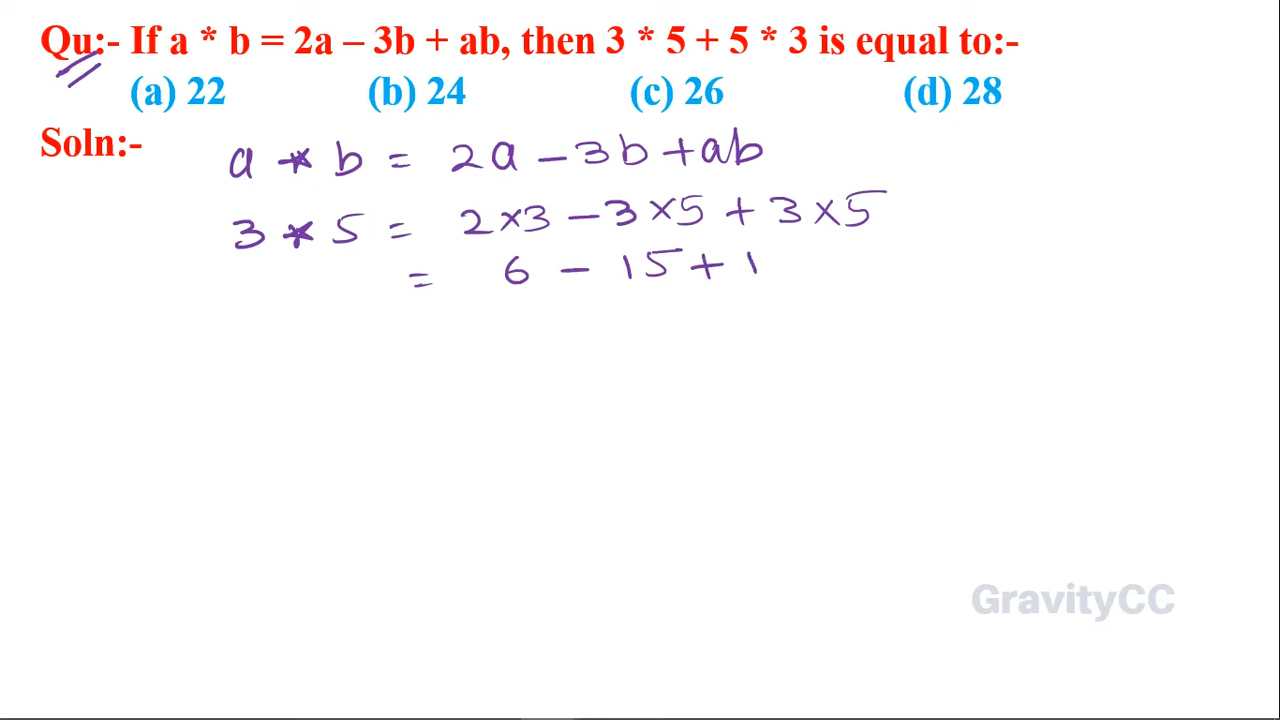 Qu:- If a * b = 2a – 3b + ab, then 3 * 5 + 5 * 3 is equal to:-
(a) 22 (b) 24 (c) 26 (d) 28
Soln:-
a * b = 2a - 3b + ab
3 * 5 = 2 × 3 - 3 × 5 + 3 × 5
= 6 - 15 + 1
GravityCC